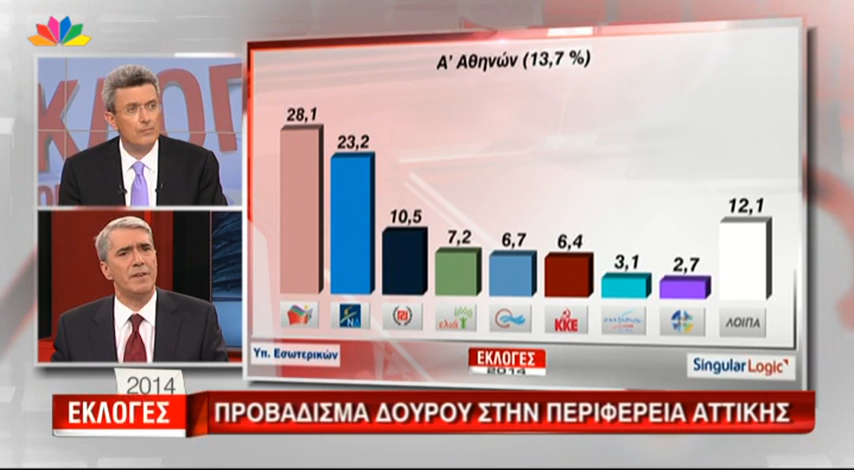 Α' Αθηνών (13,7 %)
28,1
23,2
10,5
7,2
6,7
6,4
3,1
2,7
12,1
ΝΔ
ελιά
ΚΚΕ
ΛΟΙΠΑ
Υπ. Εσωτερικών
ΕΚΛΟΓΕΣ
2014
SingularLogic
2014
ΕΚΛΟΓΕΣ
ΠΡΟΒΑΔΙΣΜΑ ΔΟΥΡΟΥ ΣΤΗΝ ΠΕΡΙΦΕΡΕΙΑ ΑΤΤΙΚΗΣ